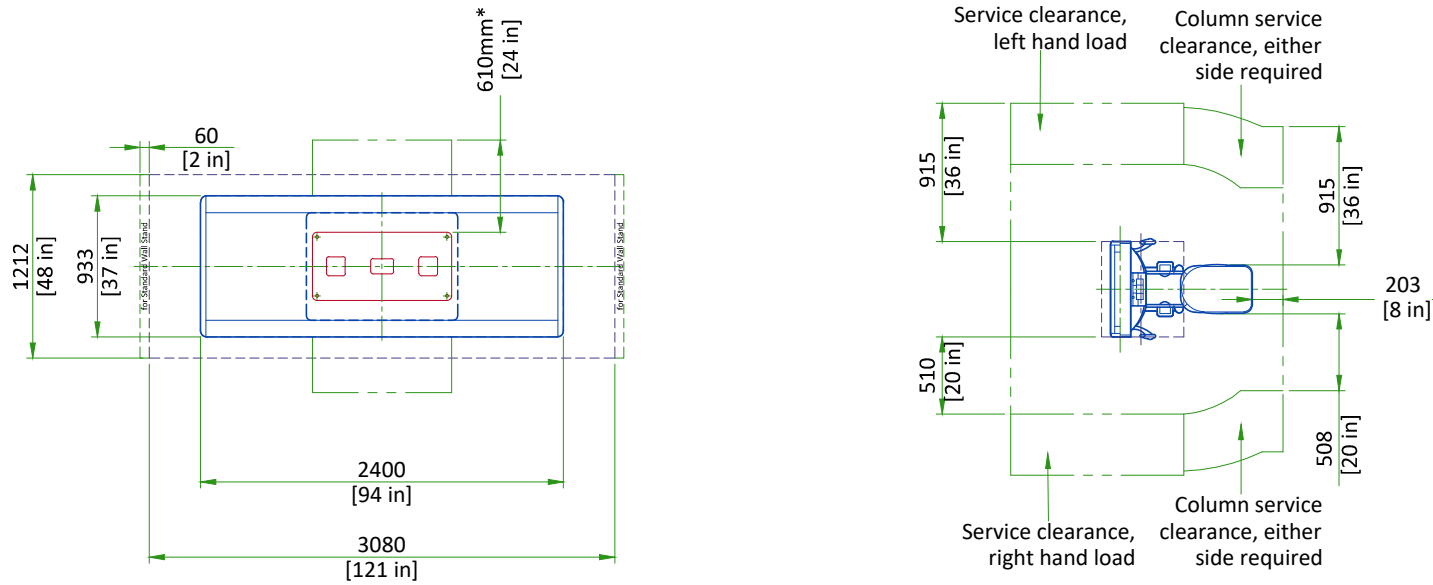 610mm*
[24 in]
60
[2 in]
1212
[48 in]
933
[37 in]
for Standard Wall Stand
for Standard Wall Stand
2400
[94 in]
3080
[121 in]
Service clearance,
left hand load
Column service
clearance, either
side required
915
[36 in]
915
[36 in]
203
[8 in]
510
[20 in]
508
[20 in]
Service clearance,
right hand load
Column service
clearance, either
side required